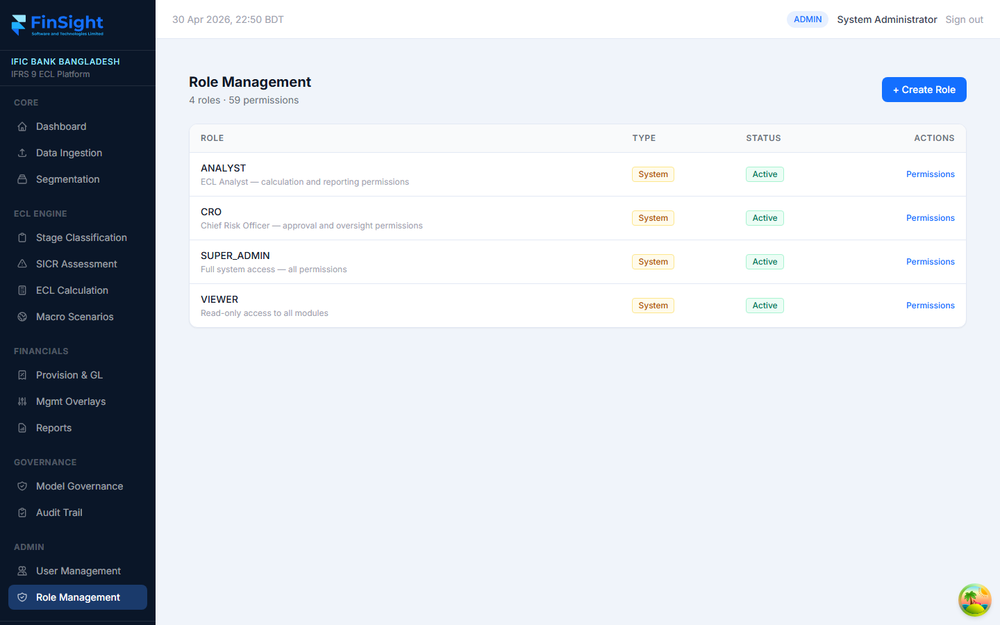 FinSight
Software and Technologies Limited
IFIC BANK BANGLADESH
IFRS 9 ECL Platform
CORE
Dashboard
Data Ingestion
Segmentation
ECL ENGINE
Stage Classification
SICR Assessment
ECL Calculation
Macro Scenarios
FINANCIALS
Provision & GL
Mgmt Overlays
Reports
GOVERNANCE
Model Governance
Audit Trail
ADMIN
User Management
Role Management
30 Apr 2026, 22:50 BDT
ADMIN System Administrator Sign out
Role Management
4 roles · 59 permissions
+ Create Role
ROLE TYPE STATUS ACTIONS
ANALYST
ECL Analyst — calculation and reporting permissions
System Active Permissions
CRO
Chief Risk Officer — approval and oversight permissions
System Active Permissions
SUPER_ADMIN
Full system access — all permissions
System Active Permissions
VIEWER
Read-only access to all modules
System Active Permissions